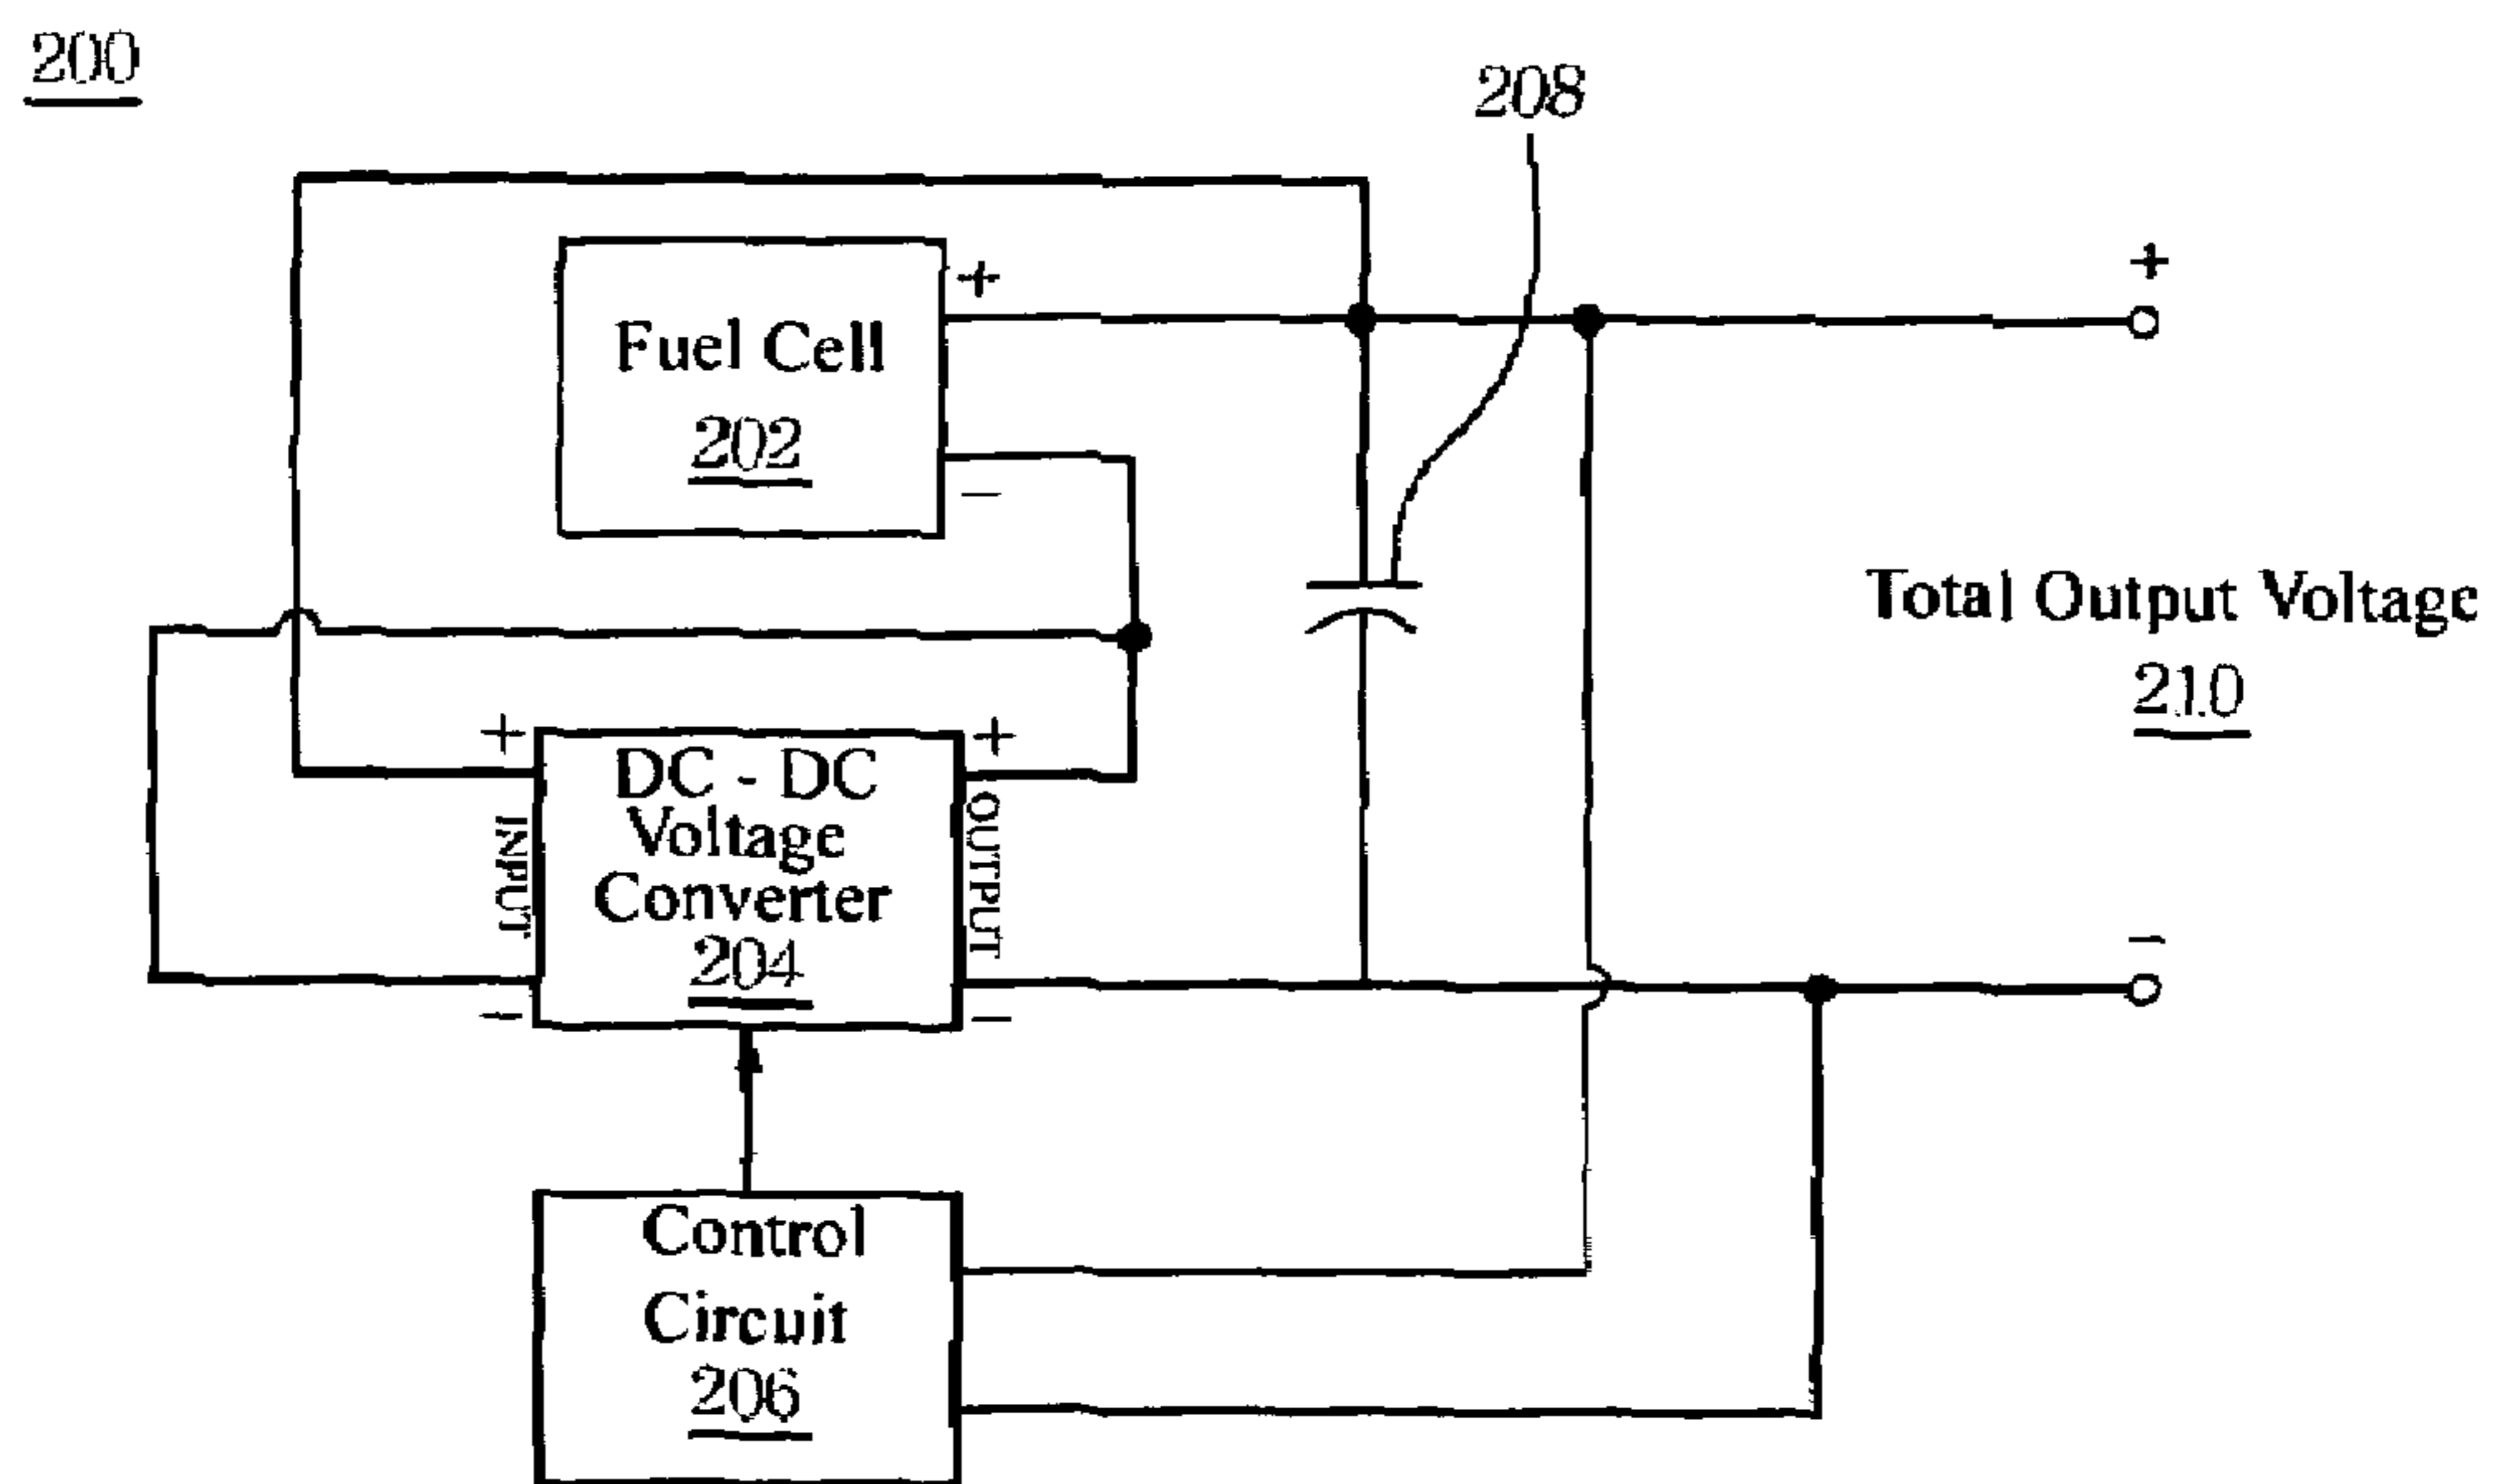 200
208
+
+
Fuel Cell
202
–
Total Output Voltage
210
+
+
DC - DC
Voltage
Converter
204
INPUT
OUTPUT
–
–
–
Control
Circuit
206